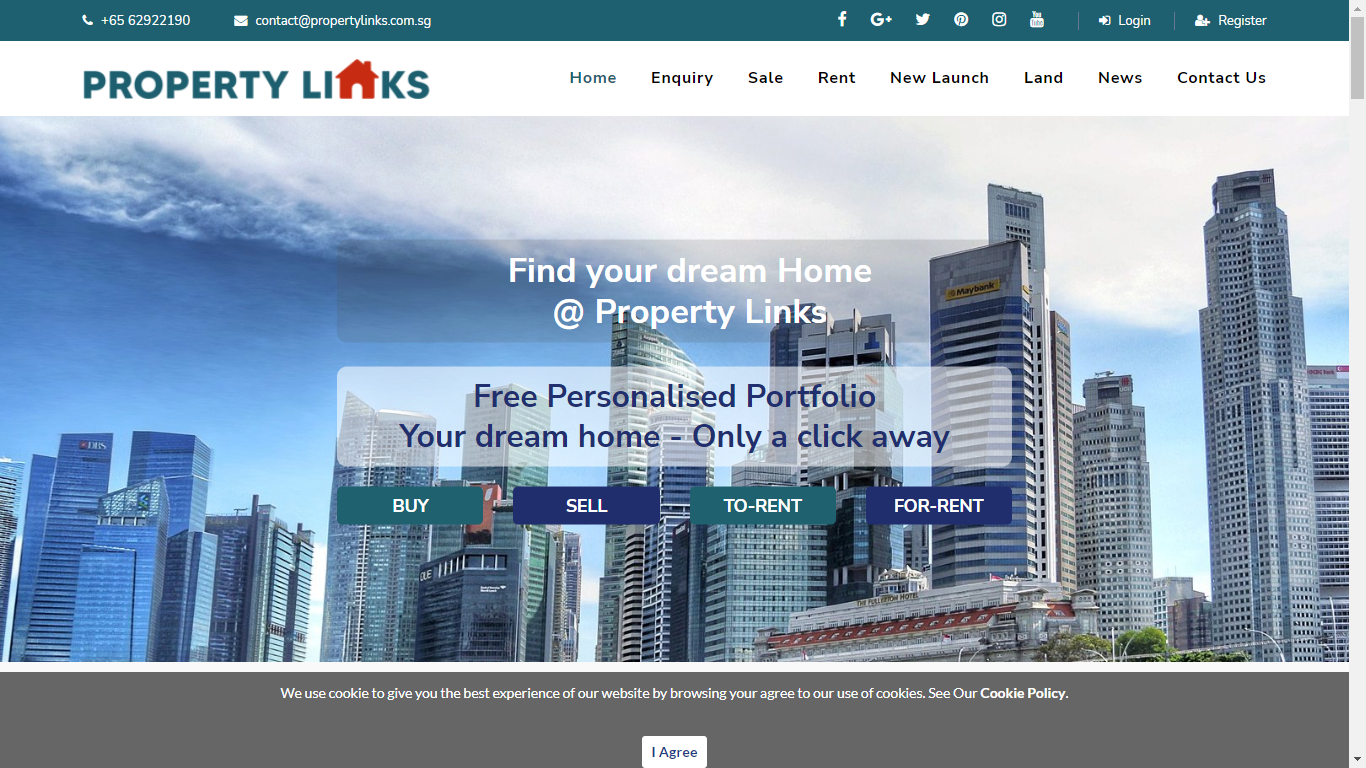 +65 62922190
contact@propertylinks.com.sg
Login
Register
PROPERTY LINKS
Home
Enquiry
Sale
Rent
New Launch
Land
News
Contact Us
Find your dream Home
@ Property Links
Maybank
Free Personalised Portfolio
Your dream home - Only a click away
DBS
BUY
SELL
TO-RENT
FOR-RENT
THE FULLERTON HOTEL
We use cookie to give you the best experience of our website by browsing your agree to our use of cookies. See Our Cookie Policy.
I Agree